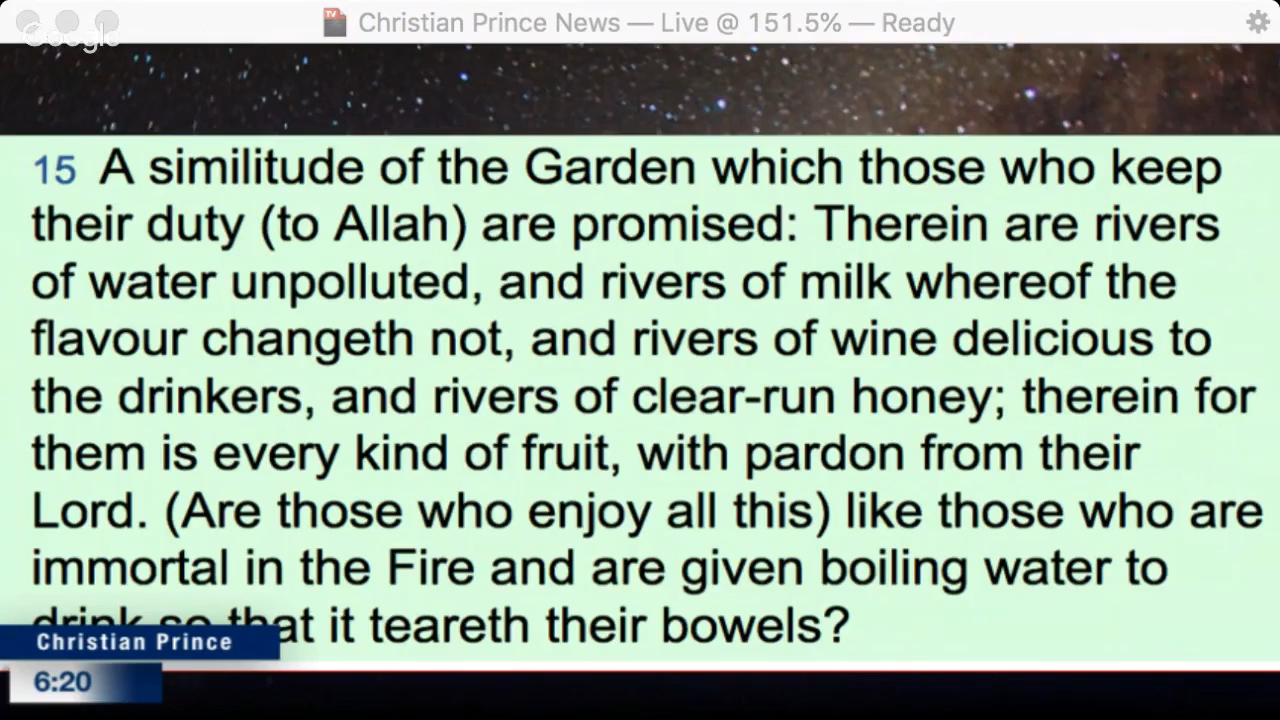 Christian Prince News — Live @ 151.5% — Ready
Google
15 A similitude of the Garden which those who keep
their duty (to Allah) are promised: Therein are rivers
of water unpolluted, and rivers of milk whereof the
flavour changeth not, and rivers of wine delicious to
the drinkers, and rivers of clear-run honey; therein for
them is every kind of fruit, with pardon from their
Lord. (Are those who enjoy all this) like those who are
immortal in the Fire and are given boiling water to
drink so that it teareth their bowels?
Christian Prince
6:20